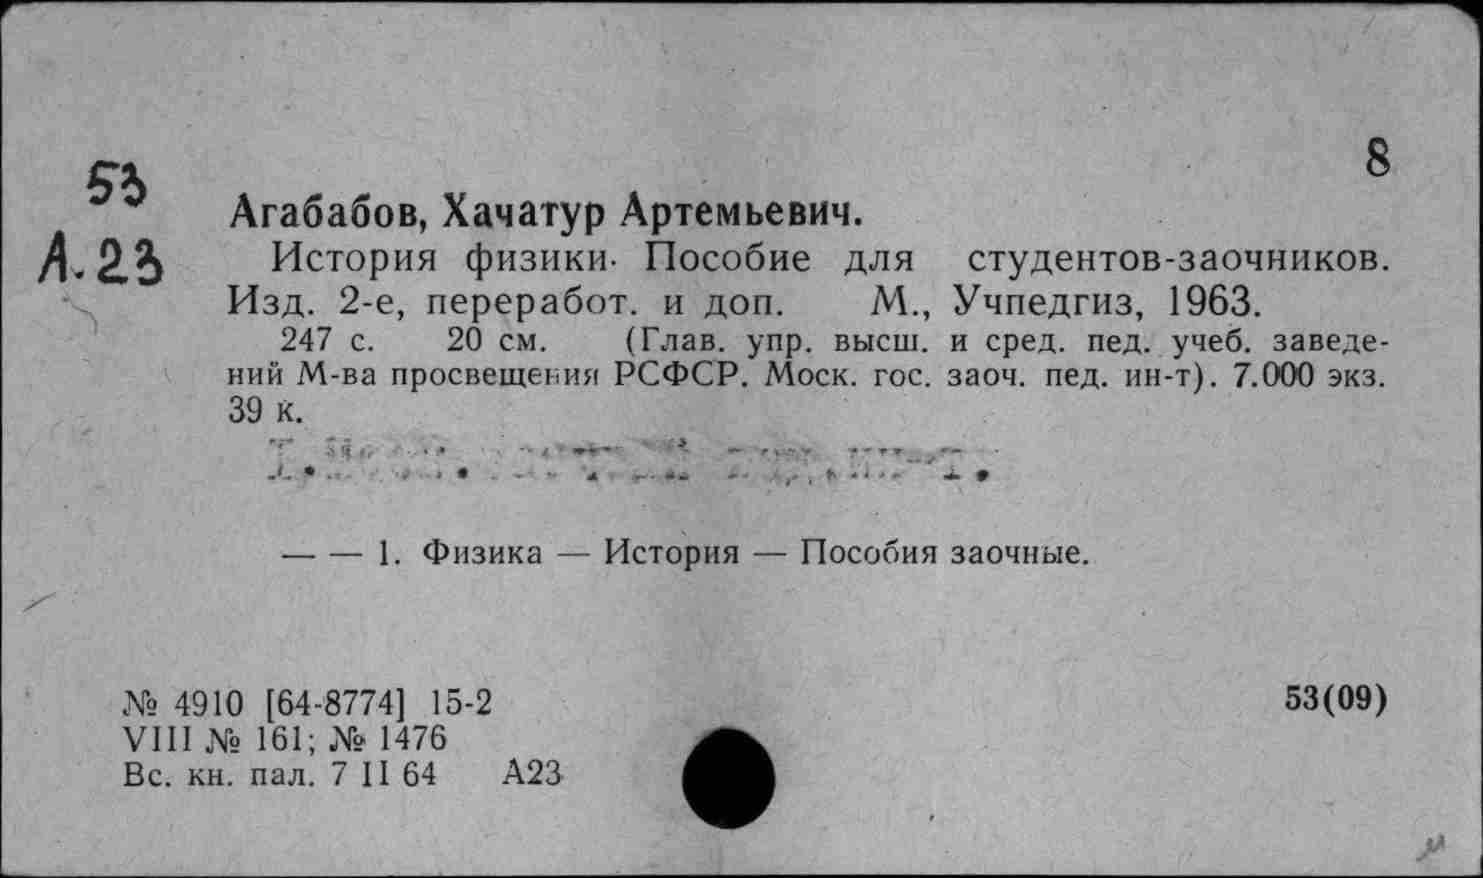 8
53
Агабабов, Хачатур Артемьевич.
А.23
История физики. Пособие для студентов-заочников.
Изд. 2-е, переработ. и доп. М., Учпедгиз, 1963.
247 с. 20 см. (Глав. упр. высш. и сред. пед. учеб. заведе-
ний М-ва просвещения РСФСР. Моск. гос. заоч. пед. ин-т). 7.000 экз.
39 к.
— — 1. Физика — История — Пособия заочные.
№ 4910 [64-8774] 15-2
53(09)
VIII № 161; № 1476
Вс. кн. пал. 7 II 64 А23